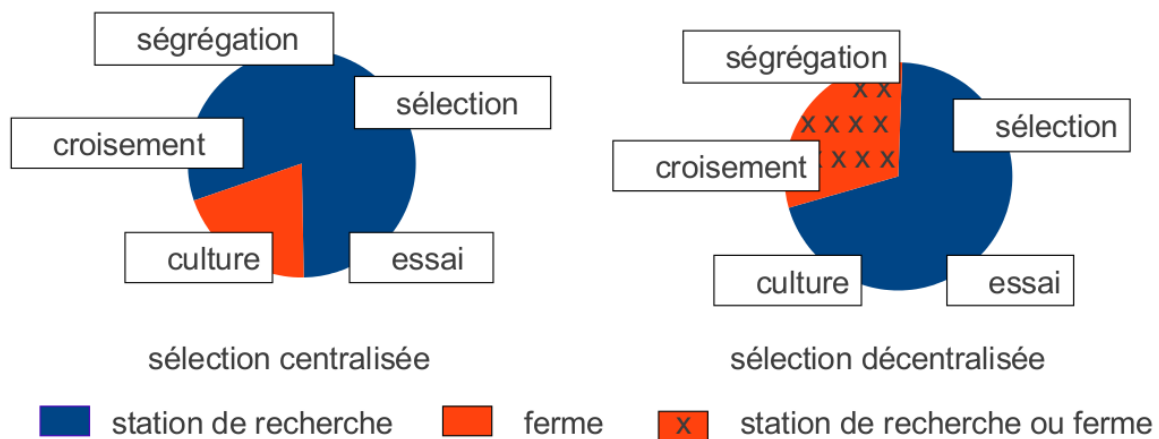 ségrégation
sélection
croisement
culture
essai
sélection centralisée
ségrégation
x x
sélection
x x x x
croisement
x x x x
culture
essai
sélection décentralisée
station de recherche
ferme
x
station de recherche ou ferme